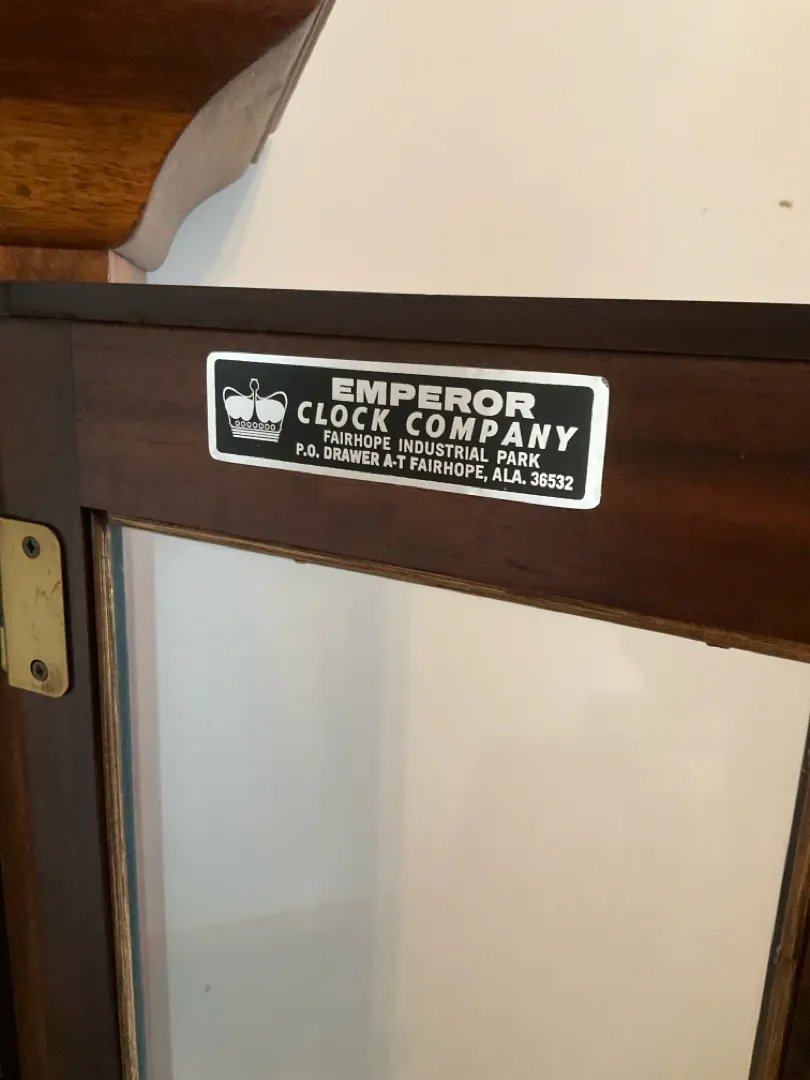 EMPEROR
CLOCK COMPANY
FAIRHOPE INDUSTRIAL PARK
P.O. DRAWER A-T FAIRHOPE, ALA. 36532